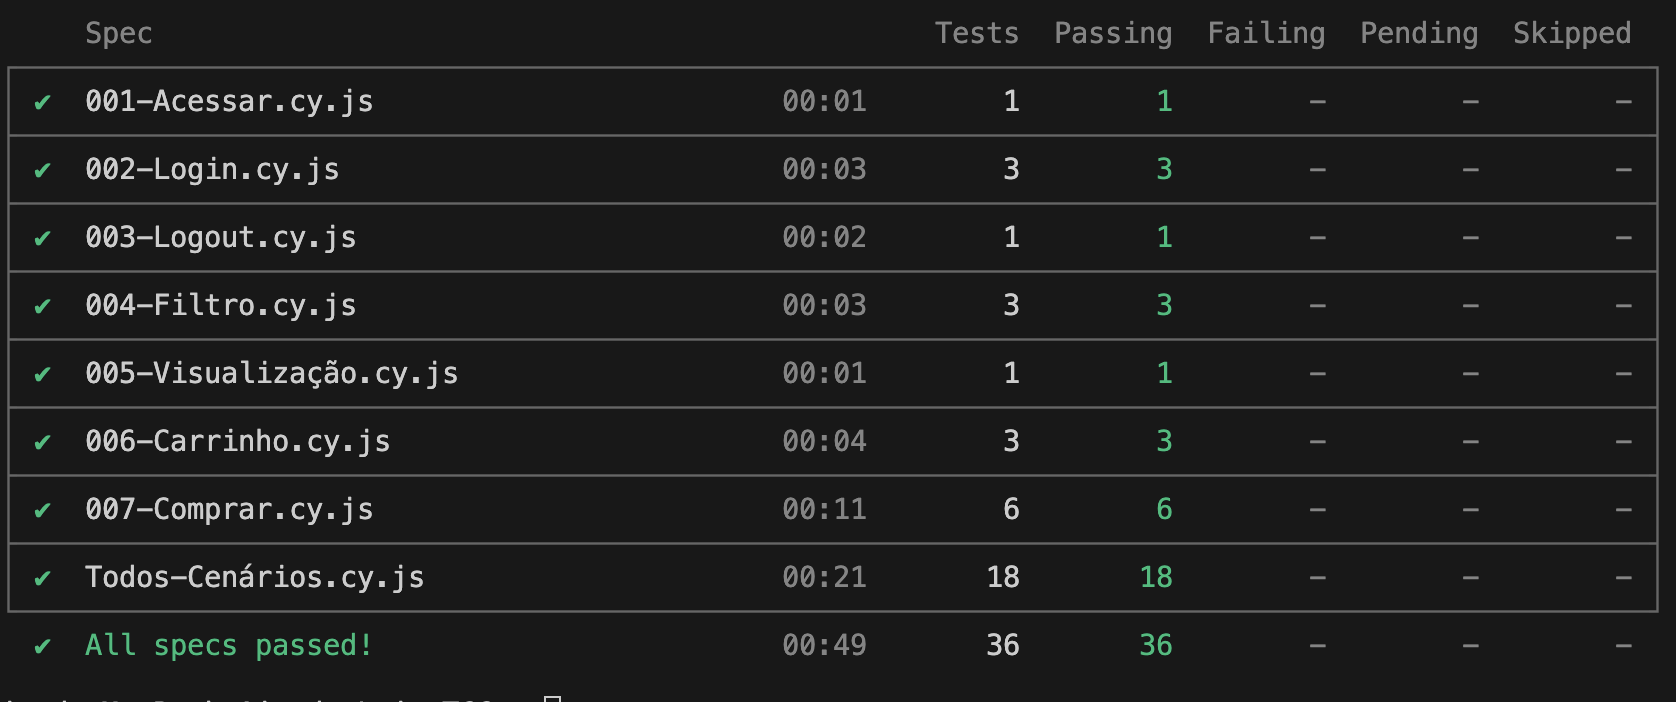 Spec Tests Passing Failing Pending Skipped
✔ 001-Acessar.cy.js 00:01 1 1 - - -
✔ 002-Login.cy.js 00:03 3 3 - - -
✔ 003-Logout.cy.js 00:02 1 1 - - -
✔ 004-Filtro.cy.js 00:03 3 3 - - -
✔ 005-Visualização.cy.js 00:01 1 1 - - -
✔ 006-Carrinho.cy.js 00:04 3 3 - - -
✔ 007-Comprar.cy.js 00:11 6 6 - - -
✔ Todos-Cenários.cy.js 00:21 18 18 - - -
✔ All specs passed! 00:49 36 36 - - -